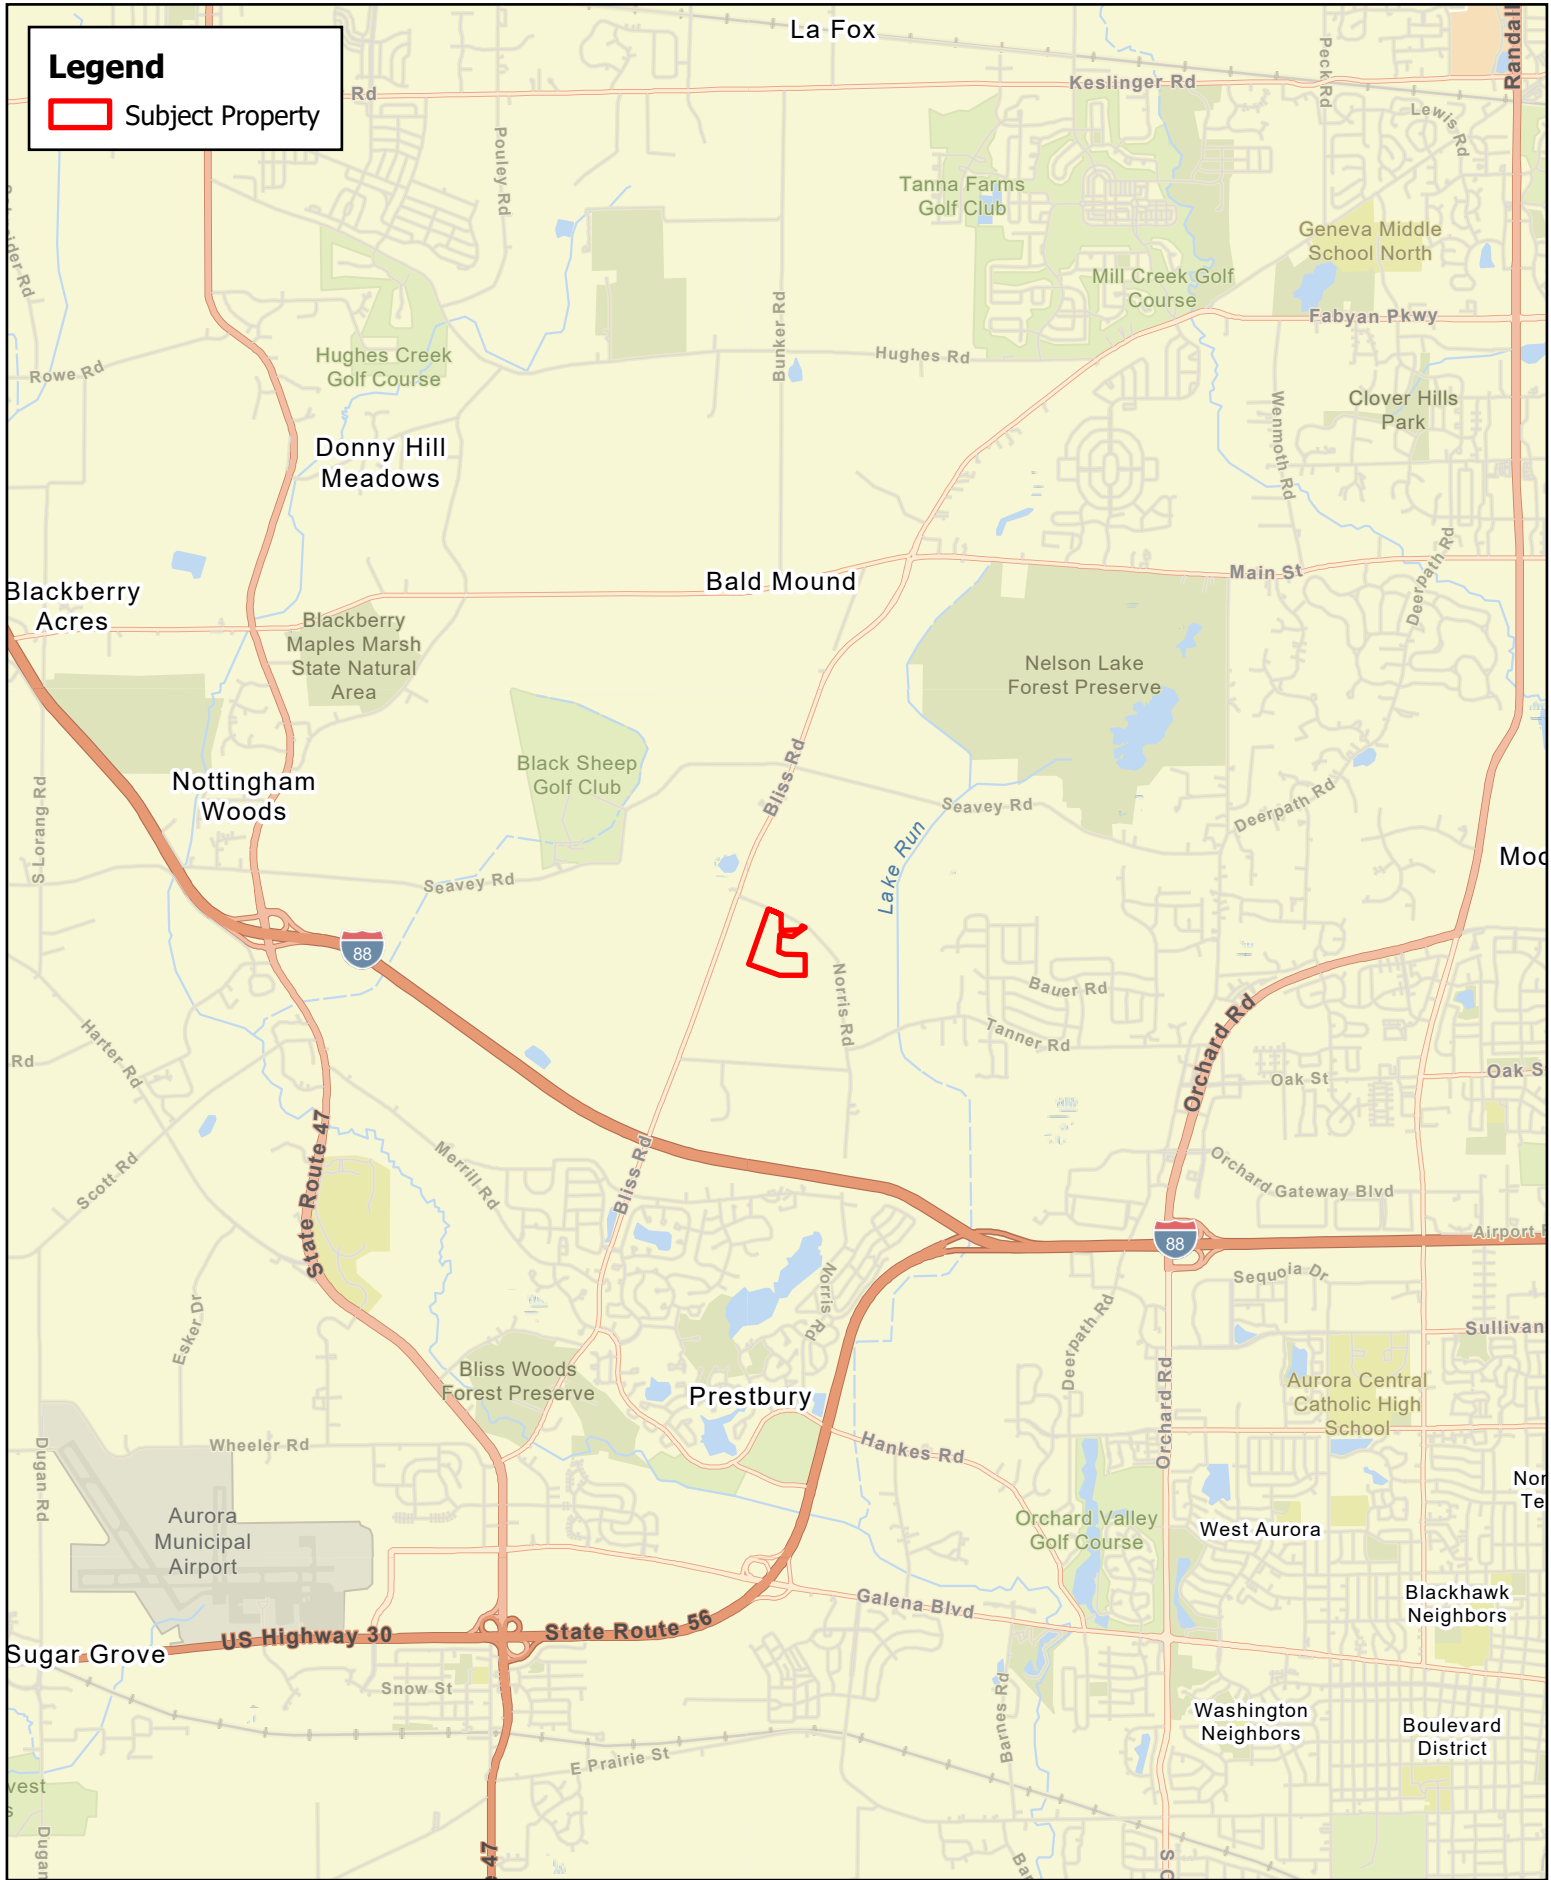 La Fox
Legend
Subject Property
Rd
Keslinger Rd
Peck Rd
Randall
Lewis Rd
Pouley Rd
Tanna Farms
Golf Club
Geneva Middle
School North
Mill Creek Golf
Course
Fabyan Pkwy
Bunker Rd
Hughes Rd
Hughes Creek
Golf Course
Rowe Rd
Clover Hills
Park
Wenmoth Rd
Donny Hill
Meadows
Deerpath Rd
Main St
Bald Mound
Blackberry
Acres
Blackberry
Maples Marsh
State Natural
Area
Nelson Lake
Forest Preserve
Black Sheep
Golf Club
Bliss Rd
Nottingham
Woods
S Lorang Rd
Seavey Rd
Deerpath Rd
Lake Run
Seavey Rd
88
Norris Rd
Bauer Rd
Tanner Rd
Orchard Rd
Harter Rd
Rd
Oak St
Oak S
State Route 47
Scott Rd
Merrill Rd
Bliss Rd
Orchard Gateway Blvd
88
Airport
Norris Rd
Sequoia Dr
Esker Dr
Deerpath Rd
Sullivan
Bliss Woods
Forest Preserve
Prestbury
Orchard Rd
Aurora Central
Catholic High
School
Wheeler Rd
Hankes Rd
Dugan Rd
Aurora
Municipal
Airport
Orchard Valley
Golf Course
West Aurora
Galena Blvd
Blackhawk
Neighbors
US Highway 30
State Route 56
Sugar Grove
Snow St
Barnes Rd
Washington
Neighbors
Boulevard
District
E Prairie St
Dugan
47